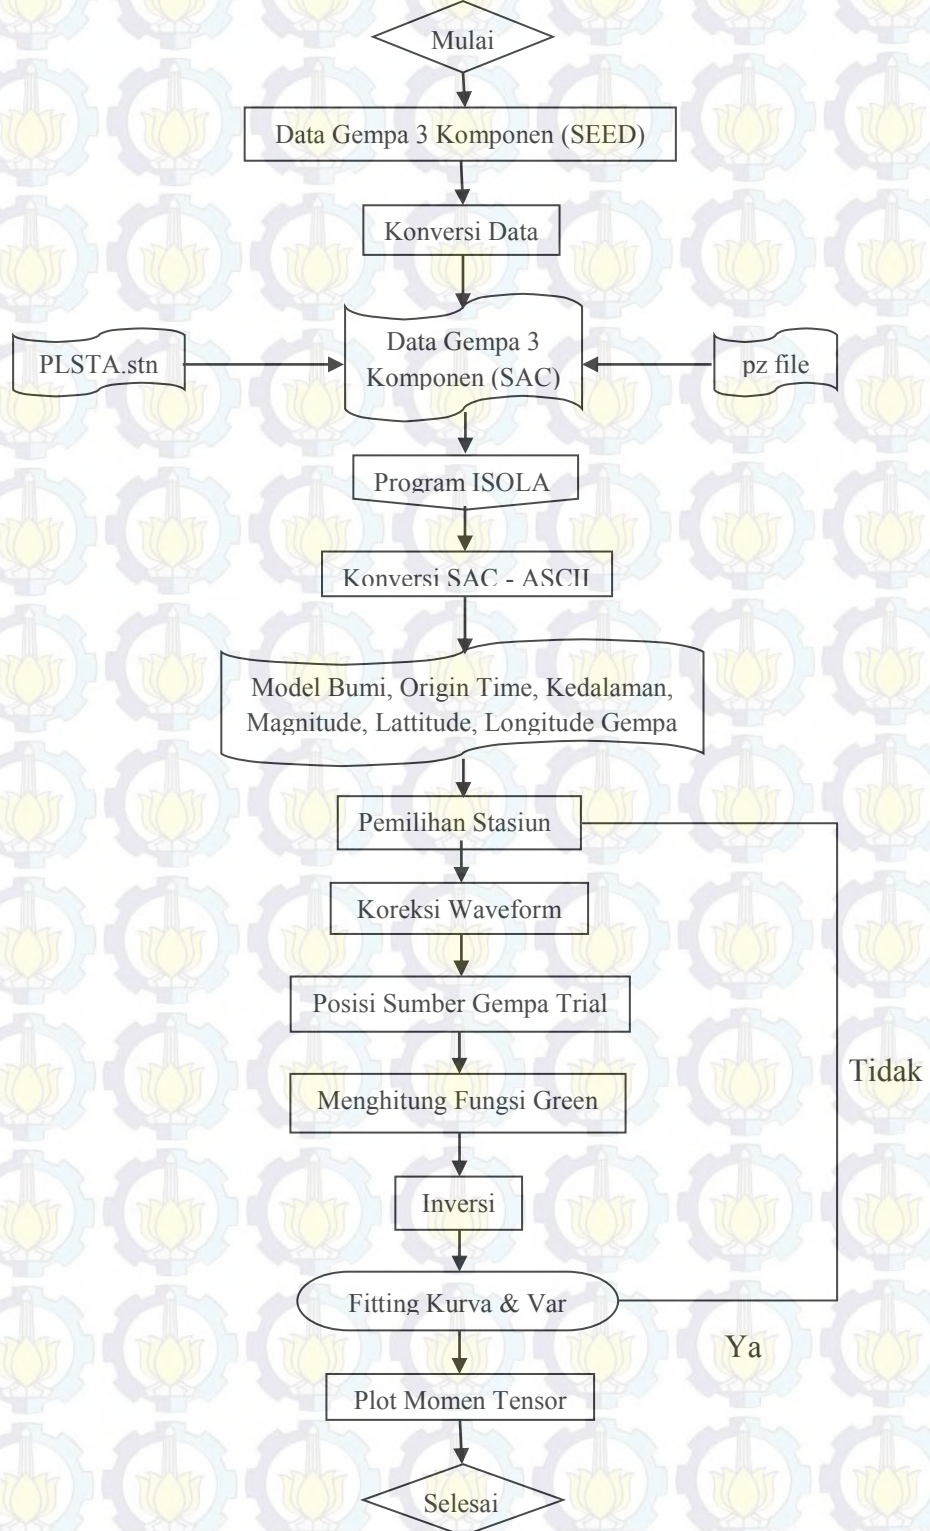 Mulai
Data Gempa 3 Komponen (SEED)
Konversi Data
PLSTA.stn
Data Gempa 3
Komponen (SAC)
pz file
Program ISOLA
Konversi SAC - ASCII
Model Bumi, Origin Time, Kedalaman,
Magnitude, Lattitude, Longitude Gempa
Pemilihan Stasiun
Koreksi Waveform
Posisi Sumber Gempa Trial
Tidak
Menghitung Fungsi Green
Inversi
Fitting Kurva & Var
Ya
Plot Momen Tensor
Selesai